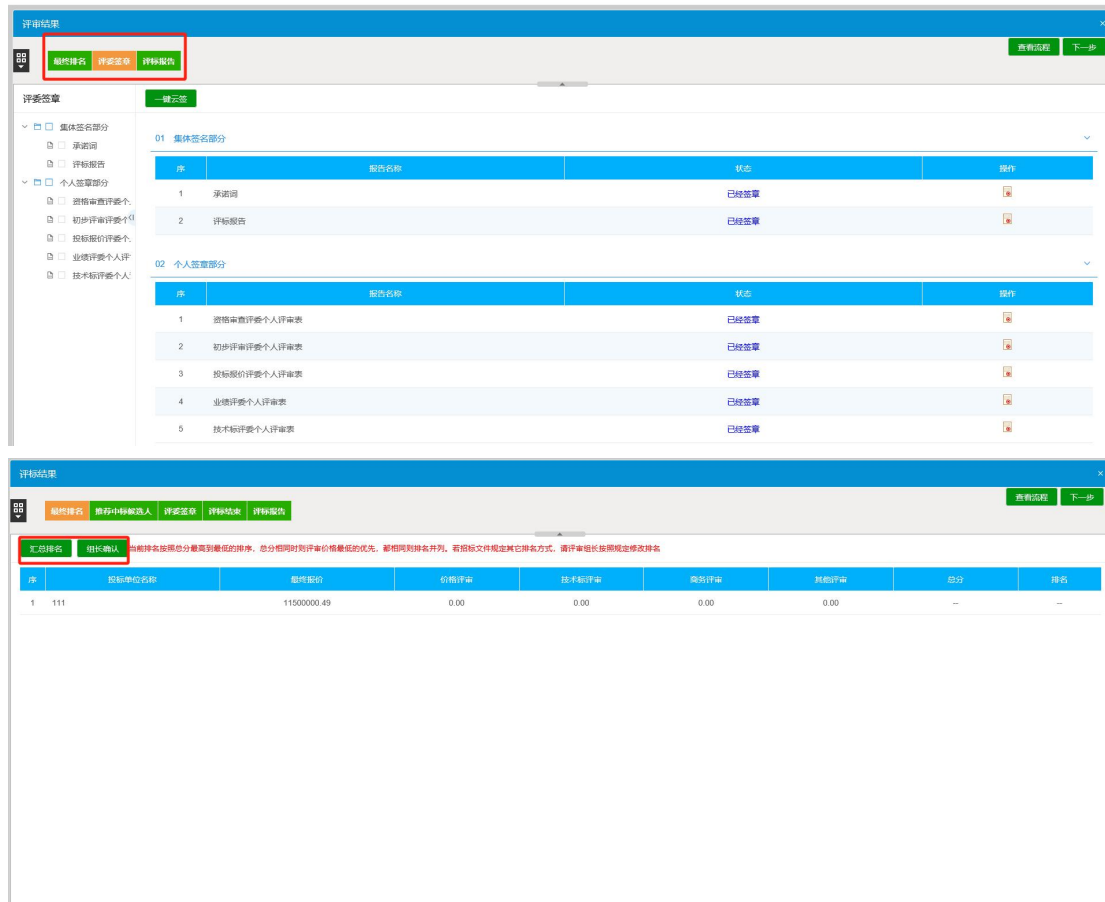 评审结果 ×
查看流程 下一步
最终排名 评委签章 评标报告
评委签章 一键云签
集体签名部分
承诺词
评标报告
个人签章部分
资格审查评委个.
初步评审评委个
投标报价评委个.
业绩评委个人评
技术标评委个人
01 集体签名部分
序 报告名称 状态 操作
1 承诺词 已经签章
2 评标报告 已经签章
02 个人签章部分
序 报告名称 状态 操作
1 资格审查评委个人评审表 已经签章
2 初步评审评委个人评审表 已经签章
3 投标报价评委个人评审表 已经签章
4 业绩评委个人评审表 已经签章
5 技术标评委个人评审表 已经签章
评标结果 ×
查看流程 下一步
最终排名 推荐中标候选人 评委签章 评标结束 评标报告
汇总排名 组长确认 当前排名按照总分最高到最低的排序，总分相同时则评审价格最低的优先，都相同则排名并列。若招标文件规定其它排名方式，请评审组长按照规定修改排名
序 投标单位名称 最终报价 价格评审 技术标评审 商务评审 其他评审 总分 排名
1 111 11500000.49 0.00 0.00 0.00 0.00 -- --